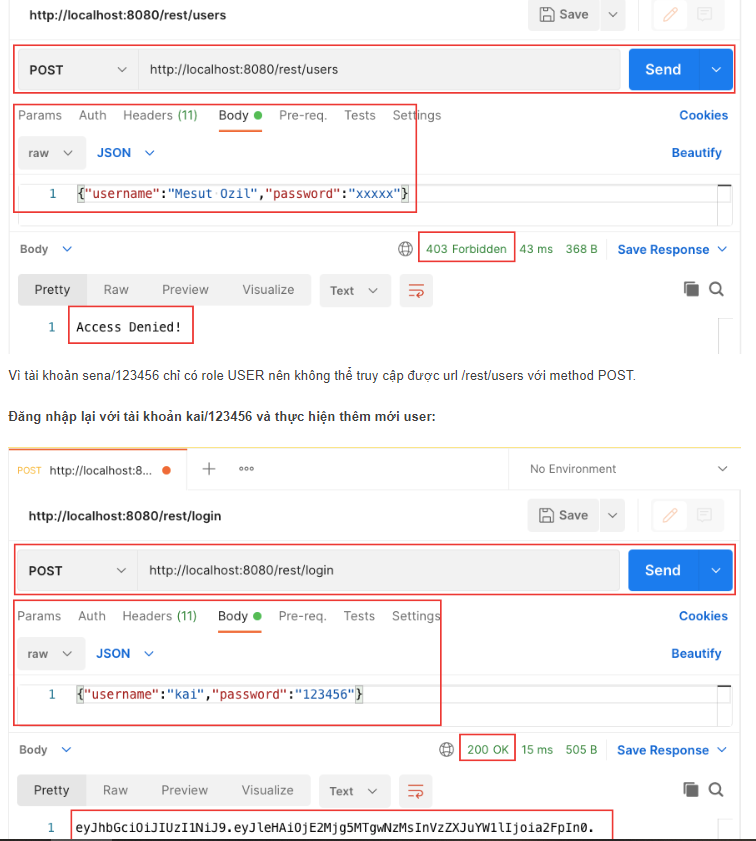 http://localhost:8080/rest/users
Save
POST
http://localhost:8080/rest/users
Send
Params Auth Headers (11) Body Pre-req. Tests Settings Cookies
raw JSON Beautify
1 {"username":"Mesut Ozil","password":"xxxxx"}
Body 403 Forbidden 43 ms 368 B Save Response
Pretty Raw Preview Visualize Text
1 Access Denied!
Vì tài khoản sena/123456 chỉ có role USER nên không thể truy cập được url /rest/users với method POST.
Đăng nhập lại với tài khoản kai/123456 và thực hiện thêm mới user:
POST http://localhost:8... No Environment
http://localhost:8080/rest/login
Save
POST
http://localhost:8080/rest/login
Send
Params Auth Headers (11) Body Pre-req. Tests Settings Cookies
raw JSON Beautify
1 {"username":"kai","password":"123456"}
Body 200 OK 15 ms 505 B Save Response
Pretty Raw Preview Visualize Text
1 eyJhbGciOiJIUzI1NiJ9.eyJleHAiOjE2Mjg5MTgwNzMsInVzZXJuYW1lIjoia2FpIn0.